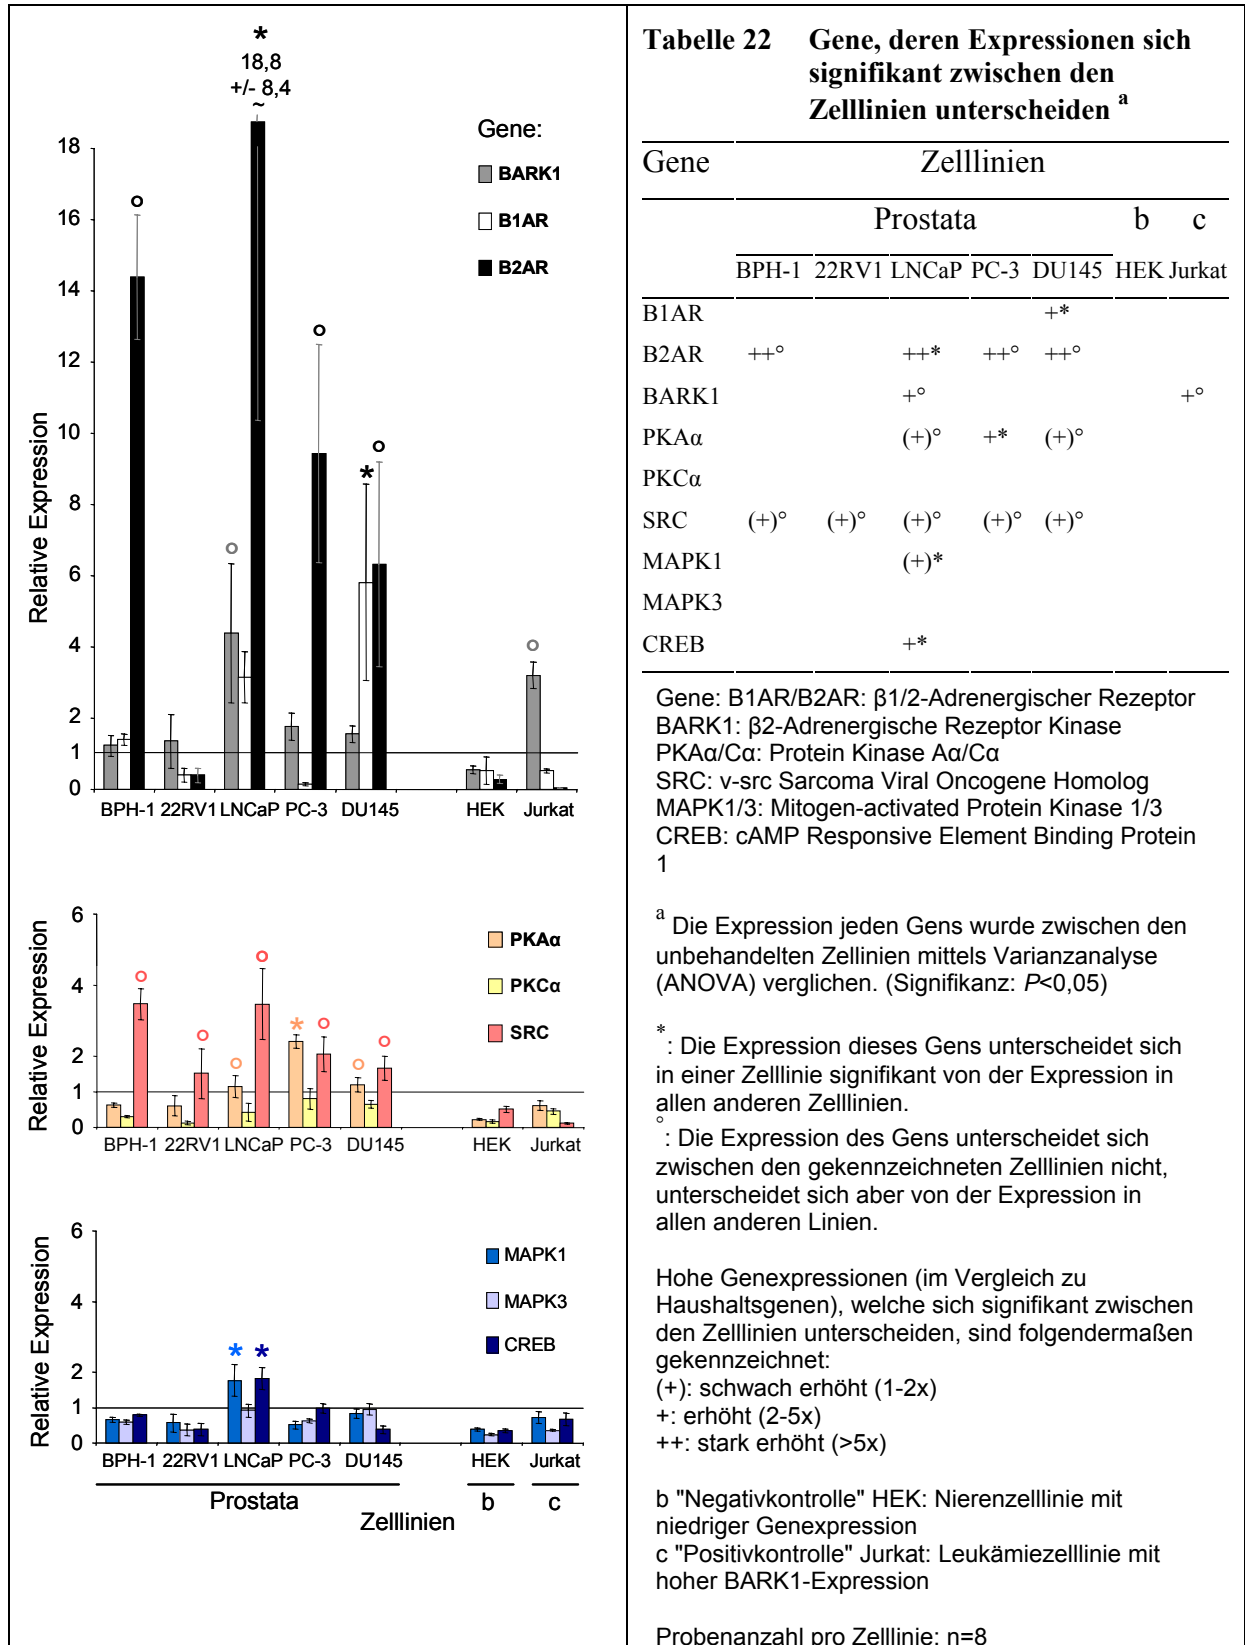 *
18,8
+/- 8,4
~
Gene:
BARK1
B1AR
B2AR
Relative Expression
18
16
14
12
10
8
6
4
2
1
0
BPH-1 22RV1 LNCaP PC-3 DU145 HEK Jurkat
PKAα
PKCα
SRC
Relative Expression
6
4
2
1
0
BPH-1 22RV1 LNCaP PC-3 DU145 HEK Jurkat
MAPK1
MAPK3
CREB
Relative Expression
6
4
2
1
0
BPH-1 22RV1 LNCaP PC-3 DU145 HEK Jurkat
Prostata b c
Zelllinien
Tabelle 22 Gene, deren Expressionen sich
signifikant zwischen den
Zelllinien unterscheiden a
Gene Zelllinien
Prostata b c
BPH-1 22RV1 LNCaP PC-3 DU145 HEK Jurkat
B1AR +*
B2AR ++° ++* ++° ++°
BARK1 +° +°
PKAα (+)° +* (+)°
PKCα
SRC (+)° (+)° (+)° (+)° (+)°
MAPK1 (+)*
MAPK3
CREB +*
Gene: B1AR/B2AR: β1/2-Adrenergischer Rezeptor
BARK1: β2-Adrenergische Rezeptor Kinase
PKAα/Cα: Protein Kinase Aα/Cα
SRC: v-src Sarcoma Viral Oncogene Homolog
MAPK1/3: Mitogen-activated Protein Kinase 1/3
CREB: cAMP Responsive Element Binding Protein
1
a Die Expression jeden Gens wurde zwischen den
unbehandelten Zellinien mittels Varianzanalyse
(ANOVA) verglichen. (Signifikanz: P<0,05)
*: Die Expression dieses Gens unterscheidet sich
in einer Zelllinie signifikant von der Expression in
allen anderen Zelllinien.
°: Die Expression des Gens unterscheidet sich
zwischen den gekennzeichneten Zelllinien nicht,
unterscheidet sich aber von der Expression in
allen anderen Linien.
Hohe Genexpressionen (im Vergleich zu
Haushaltsgenen), welche sich signifikant zwischen
den Zelllinien unterscheiden, sind folgendermaßen
gekennzeichnet:
(+): schwach erhöht (1-2x)
+: erhöht (2-5x)
++: stark erhöht (>5x)
b "Negativkontrolle" HEK: Nierenzelllinie mit
niedriger Genexpression
c "Positivkontrolle" Jurkat: Leukämiezelllinie mit
hoher BARK1-Expression
Probenanzahl pro Zelllinie: n=8